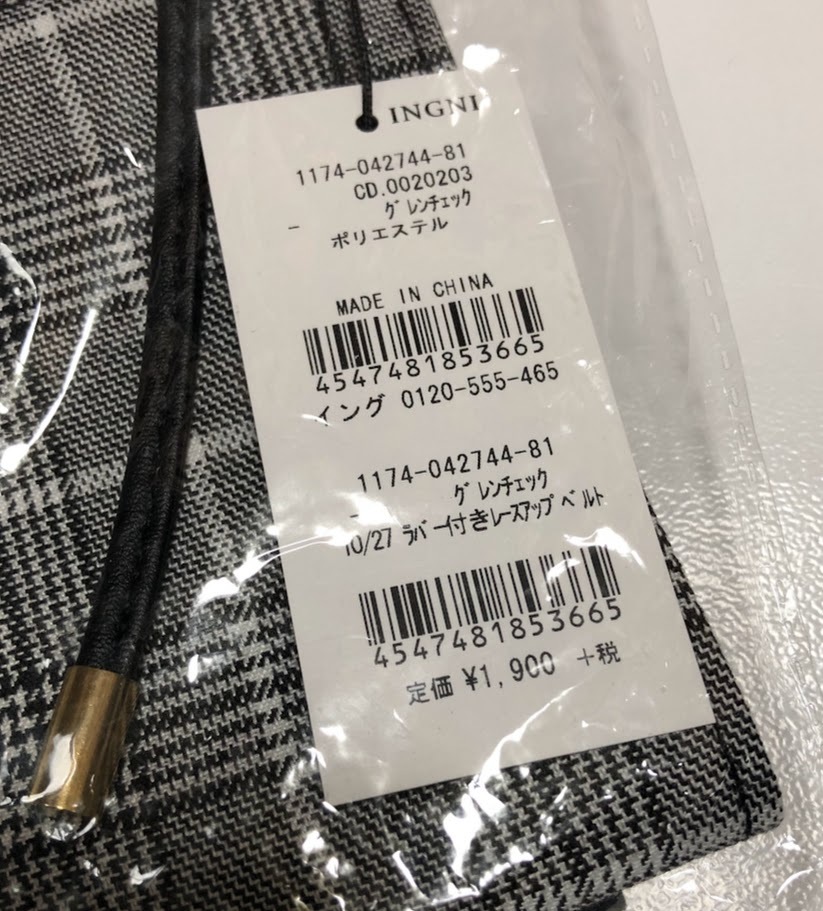 INGNI
1174-042744-81
CD.0020203
グレンチェック
-
ポリエステル
MADE IN CHINA
4547481853665
イング 0120-555-465
1174-042744-81
グレンチェック
-
10/27 ラバー付きレースアップベルト
4547481853665
定価 ¥1,900 +税